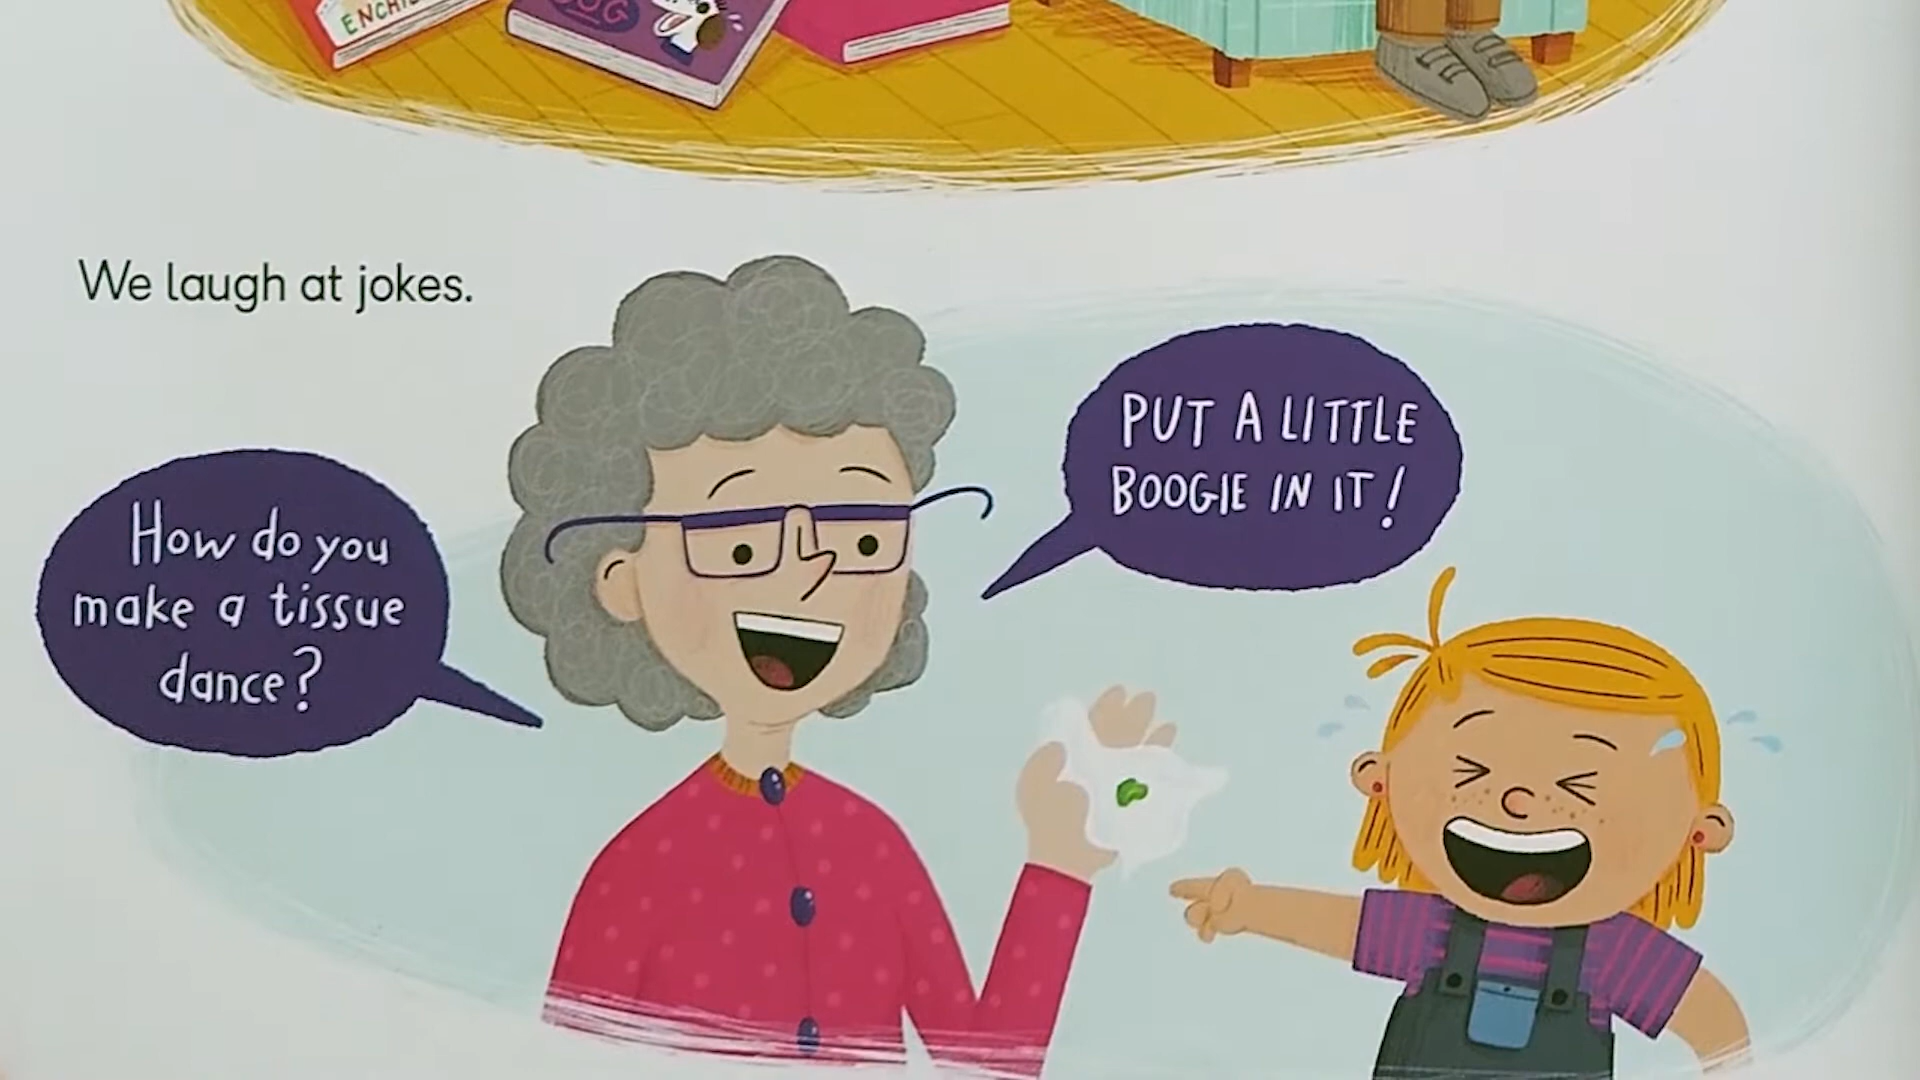 We laugh at jokes.
How do you
make a tissue
dance?
PUT A LITTLE
BOOGIE IN IT!